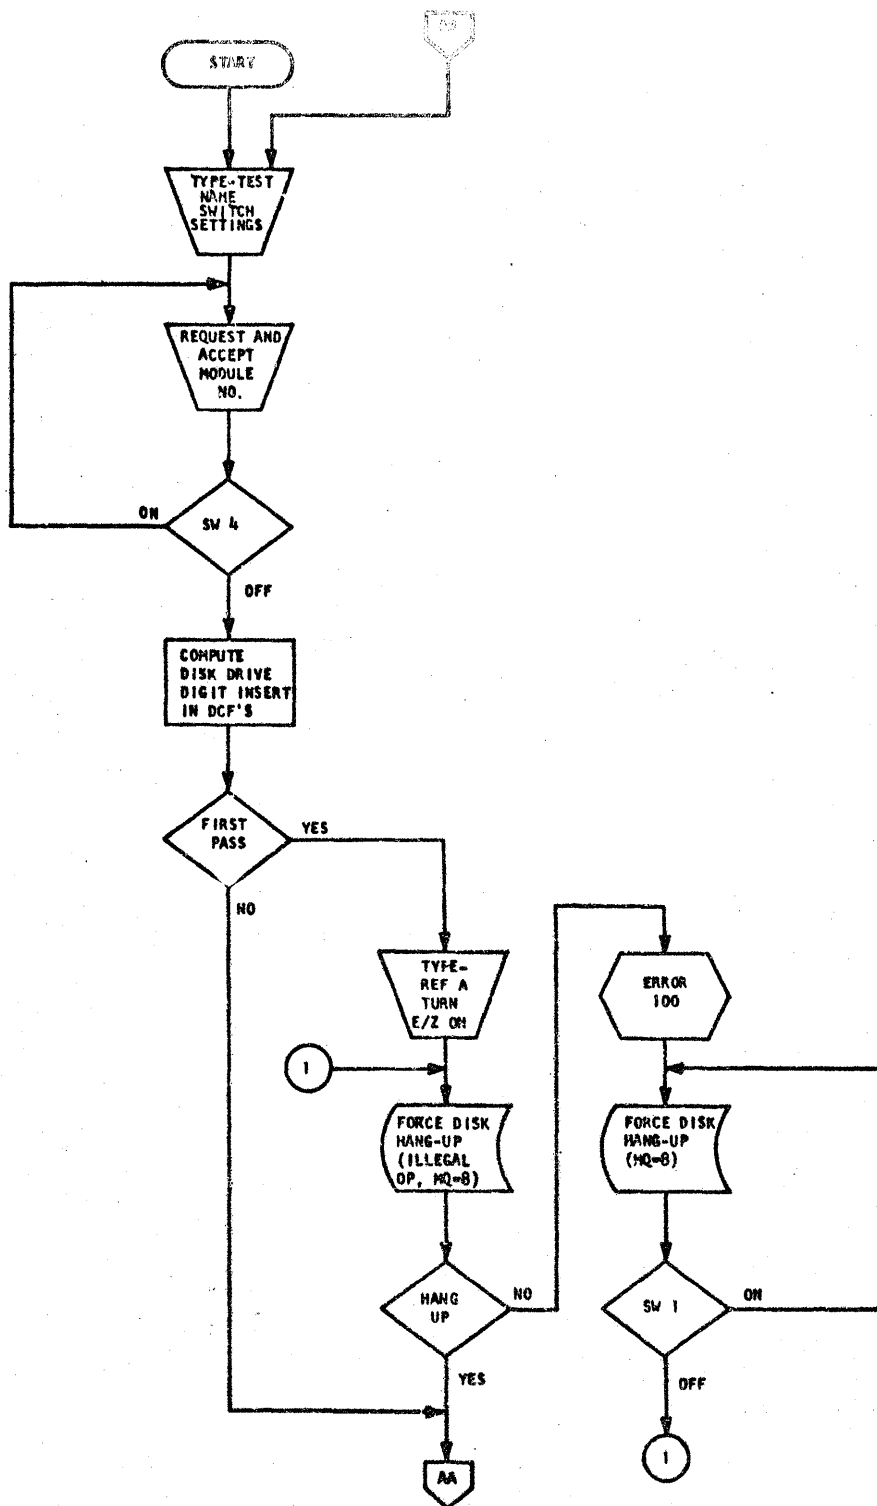 START
TYPE-TEST
NAME
SWITCH
SETTINGS
REQUEST AND
ACCEPT
MODULE
NO.
SW 4
ON
OFF
COMPUTE
DISK DRIVE
DIGIT INSERT
IN DCF'S
FIRST
PASS
YES
NO
TYPE-
REF A
TURN
E/Z ON
1
FORCE DISK
HANG-UP
(ILLEGAL
OP, MQ=8)
HANG
UP
NO
YES
AA
ERROR
100
FORCE DISK
HANG-UP
(MQ=8)
SW 1
ON
OFF
1